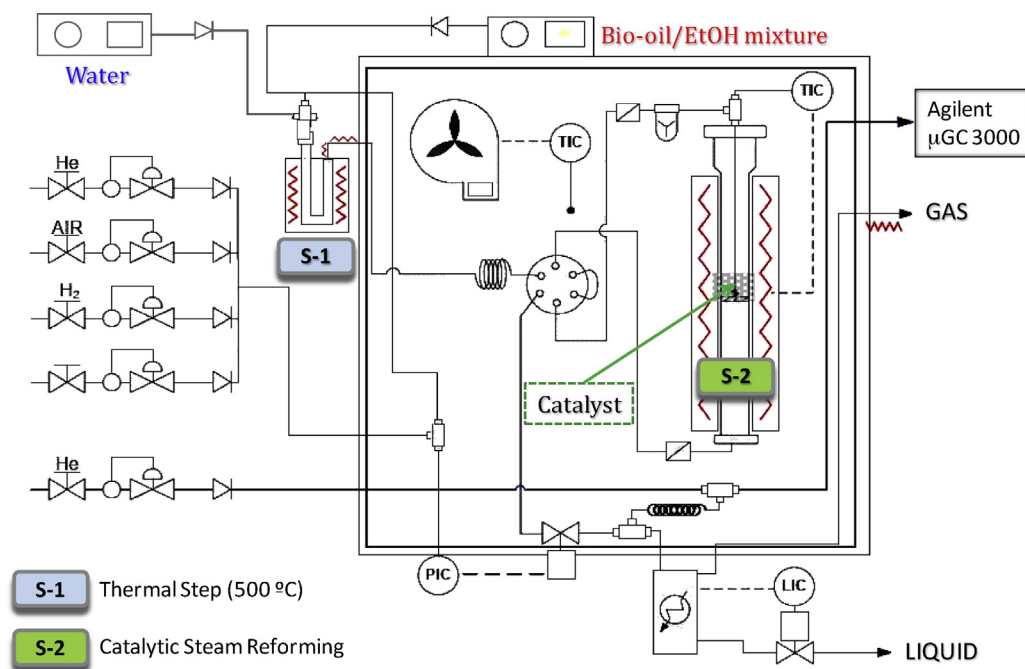 Bio-oil/EtOH mixture
Water
TIC
TIC
Agilent
μGC 3000
He
GAS
AIR
S-1
H₂
S-2
Catalyst
He
PIC
LIC
S-1 Thermal Step (500 ºC)
S-2 Catalytic Steam Reforming
LIQUID